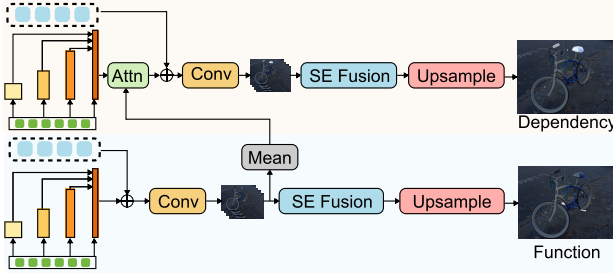 Attn
Conv
SE Fusion
Upsample
Dependency
Mean
Conv
SE Fusion
Upsample
Function